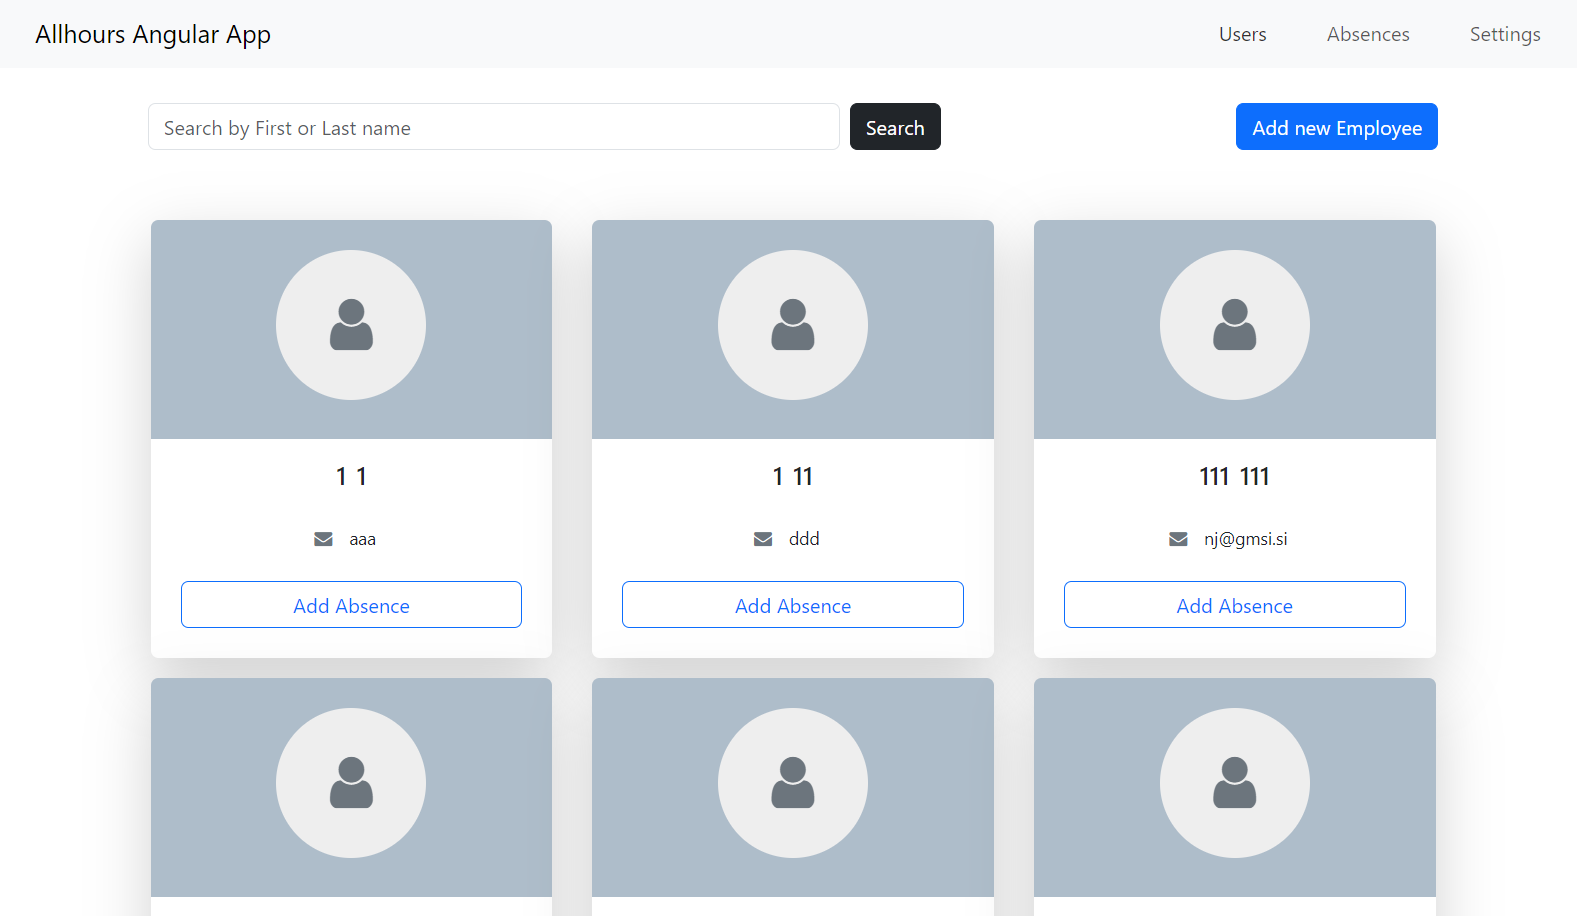 Allhours Angular App
Users
Absences
Settings
Search by First or Last name
Search
Add new Employee
1 1
aaa
Add Absence
1 11
ddd
Add Absence
111 111
nj@gmsi.si
Add Absence